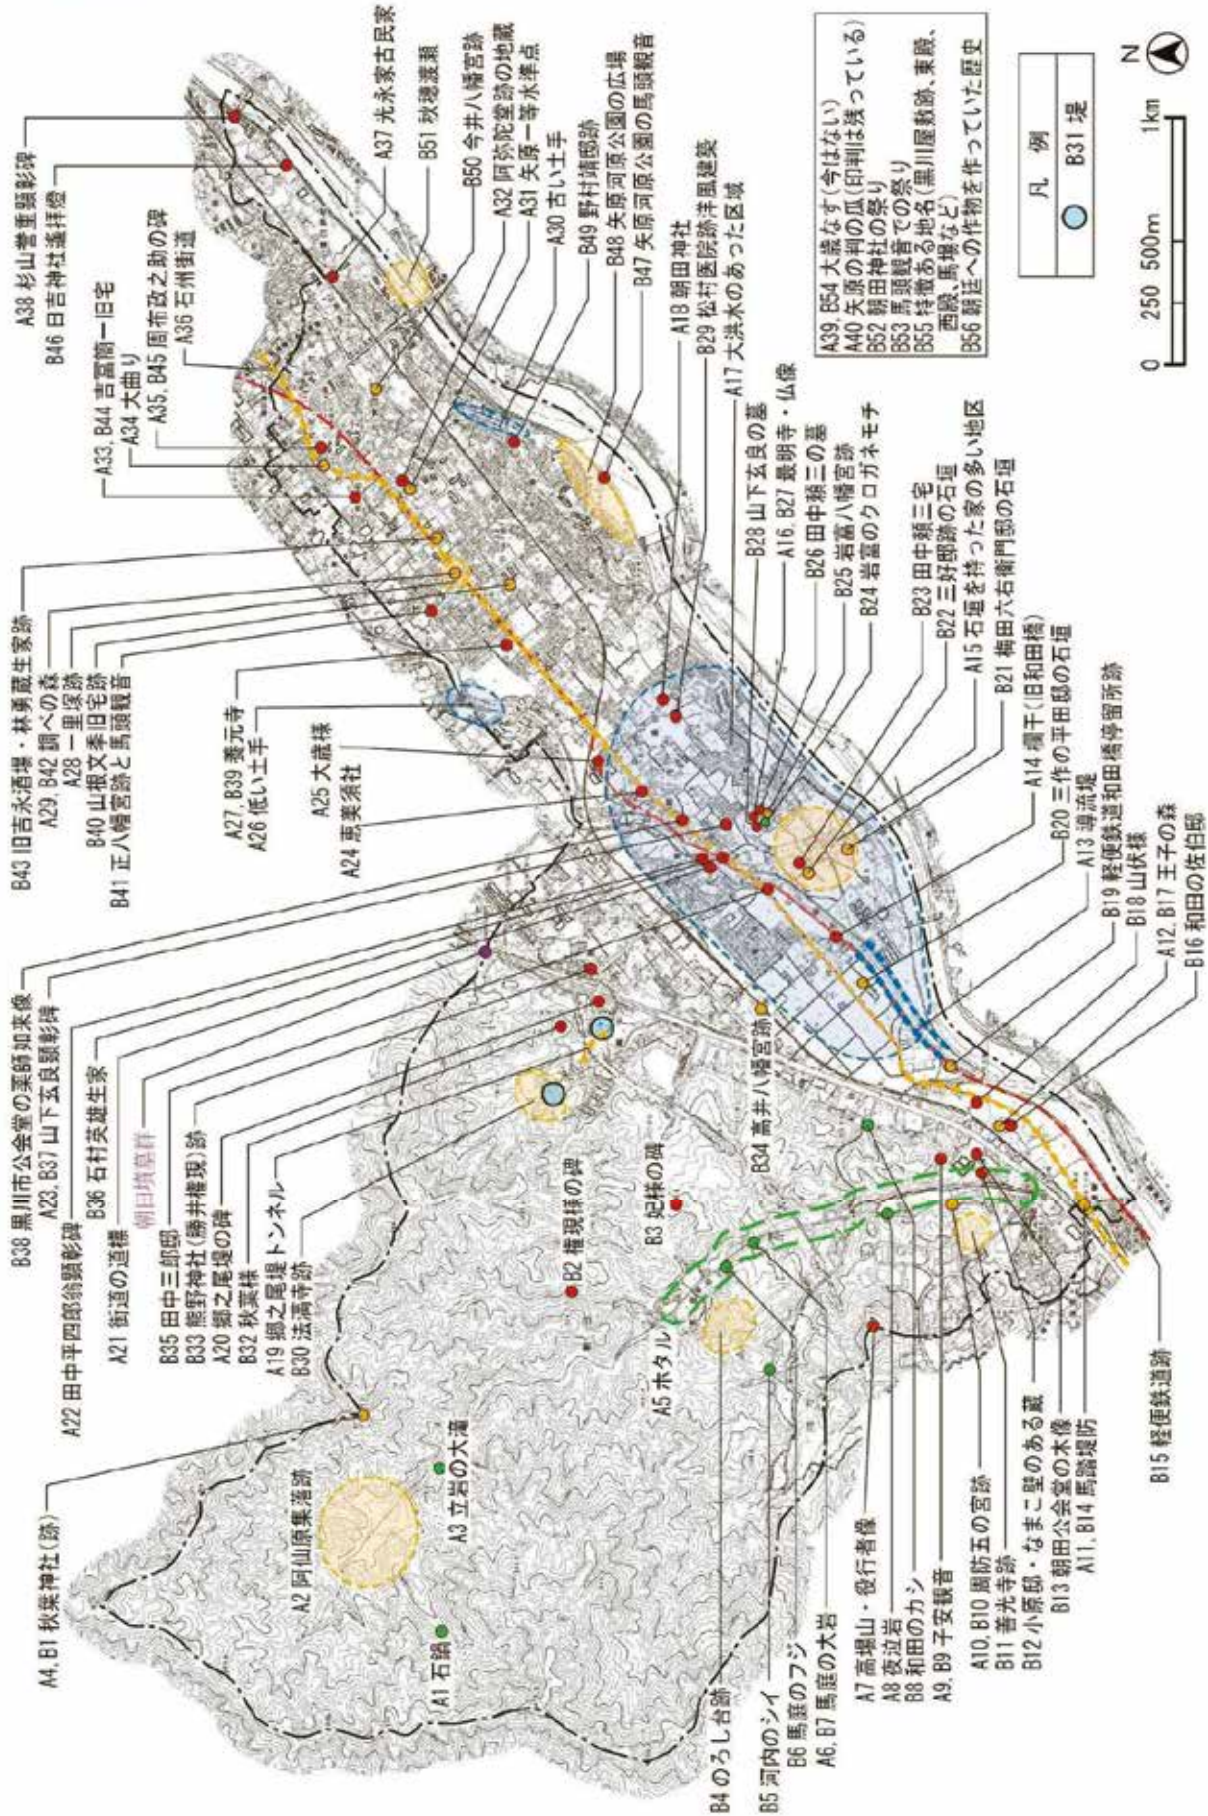 A38 杉山誉重顕彰碑
B46 日吉神社遙拝燈
A33, B44 吉冨簡一旧宅
A34 大曲り
A35, B45 周布政之助の碑
A36 石州街道
A37 光永家古民家
B51 秋穂渡瀬
B50 今井八幡宮跡
A32 阿弥陀堂跡の地蔵
A31 矢原一等水準点
A30 古い土手
B49 野村靖邸跡
B48 矢原河原公園の広場
B47 矢原河原公園の馬頭観音
B43 旧吉永酒場・林勇蔵生家跡
A29, B42 調べの森
A28 一里塚跡
B40 山根文季旧宅跡
B41 正八幡宮跡と馬頭観音
A27, B39 養元寺
A26 低い土手
A25 大歳様
A24 恵美須社
A18 朝田神社
B29 松村医院跡洋風建築
A17 大洪水のあった区域
B28 山下玄良の墓
A16, B27 最明寺・仏像
B26 田中頼三の墓
B25 岩富八幡宮跡
B24 岩富のクロガネモチ
B23 田中頼三宅
B22 三好邸跡の石垣
A15 石垣を持った家の多い地区
B21 梅田六右衛門邸の石垣
A14 欄干(旧和田橋)
B20 三作の平田邸の石垣
A13 導流堤
B19 軽便鉄道和田橋停留所跡
B18 山伏様
A12, B17 王子の森
B16 和田の佐伯邸
B38 黒川市公会堂の薬師如来像
A23, B37 山下玄良顕彰碑
A22 田中平四郎翁顕彰碑
B36 石村英雄生家
A21 街道の道標
朝田墳墓群
B35 田中三郎邸
B33 熊野神社(勝井権現)跡
A20 郷之尾堤の碑
B32 秋葉様
A19 郷之尾堤トンネル
B30 法満寺跡
B34 高井八幡宮跡
B2 権現様の碑
B3 妃様の碑
A4, B1 秋葉神社(跡)
A2 阿仙原集落跡
A3 立岩の大滝
A1 石鍋
A5 ホタル
B4 のろし台跡
B5 河内のシイ
B6 馬庭のフジ
A6, B7 馬庭の大岩
A7 高場山・役行者像
A8 夜泣岩
B8 和田のカシ
A9, B9 子安観音
A10, B10 周防五の宮跡
B11 善光寺跡
B12 小原邸・なまこ壁のある蔵
B13 朝田公会堂の木像
A11, B14 馬踏堤防
B15 軽便鉄道跡
A39, B54 大歳なす(今はない)
A40 矢原の判の瓜(印判は残っている)
B52 朝田神社の祭り
B53 馬頭観音での祭り
B55 特徴ある地名(黒川屋敷跡、東殿、
西殿、馬場など)
B56 朝廷への作物を作っていた歴史
凡 例
B31 堤
N
0 250 500m 1km